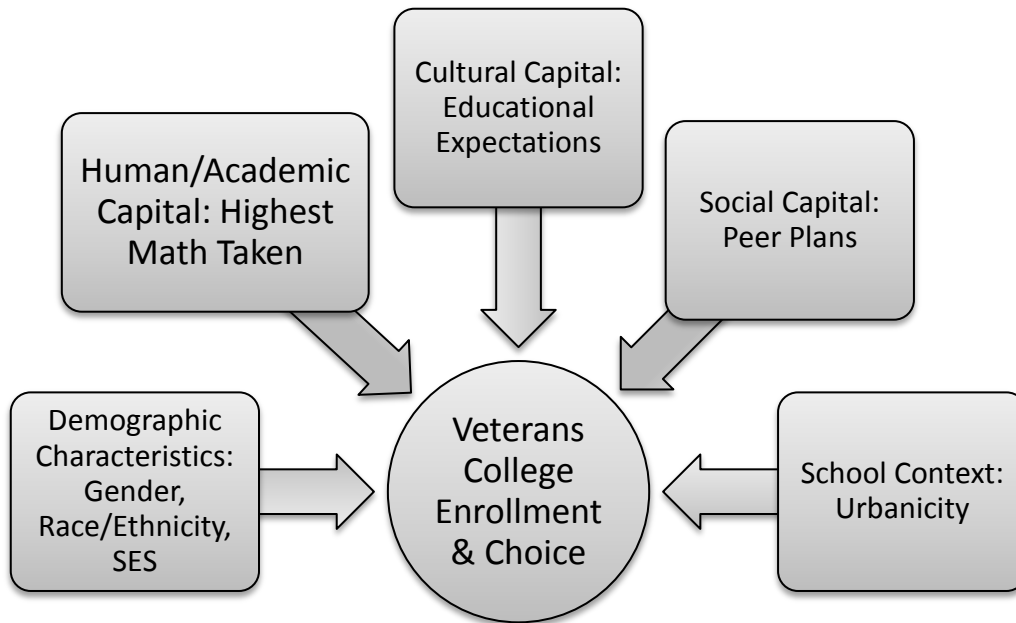 Cultural Capital:
Educational
Expectations
Human/Academic
Capital: Highest
Math Taken
Social Capital:
Peer Plans
Demographic
Characteristics:
Gender,
Race/Ethnicity,
SES
Veterans
College
Enrollment
& Choice
School Context:
Urbanicity